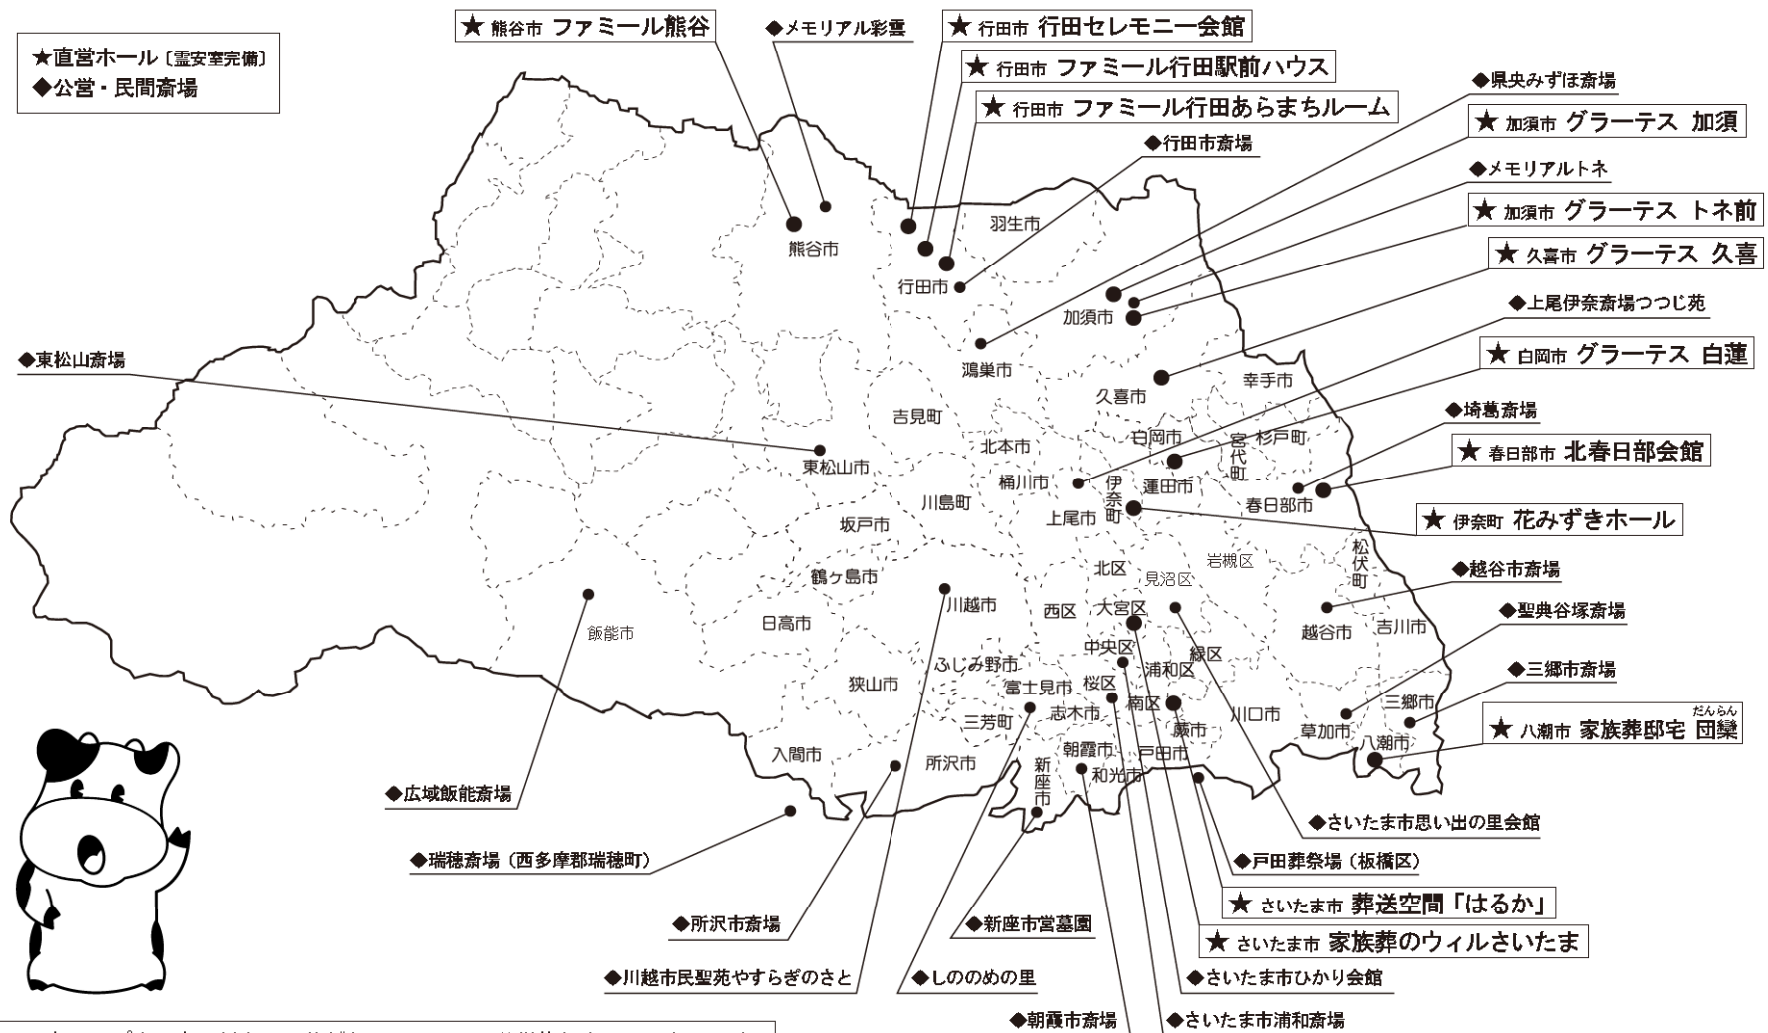 ★直営ホール〔霊安室完備〕
◆公営・民間斎場
★ 熊谷市 ファミール熊谷
◆メモリアル彩雲
★ 行田市 行田セレモニー会館
★ 行田市 ファミール行田駅前ハウス
★ 行田市 ファミール行田あらまちルーム
◆行田市斎場
◆県央みずほ斎場
★ 加須市 グラーテス 加須
◆メモリアルトネ
★ 加須市 グラーテス トネ前
★ 久喜市 グラーテス 久喜
◆上尾伊奈斎場つつじ苑
★ 白岡市 グラーテス 白蓮
◆埼葛斎場
★ 春日部市 北春日部会館
★ 伊奈町 花みずきホール
◆越谷市斎場
◆聖典谷塚斎場
◆三郷市斎場
だんらん
★ 八潮市 家族葬邸宅 団欒
◆東松山斎場
熊谷市
羽生市
行田市
加須市
鴻巣市
久喜市
幸手市
吉見町
北本市
白岡市
宮代町
杉戸町
東松山市
桶川市
伊奈町
蓮田市
川島町
上尾市
春日部市
坂戸市
松伏町
鶴ヶ島市
北区
見沼区
岩槻区
川越市
西区
大宮区
日高市
飯能市
越谷市
吉川市
中央区
緑区
ふじみ野市
浦和区
狭山市
富士見市
桜区
南区
三郷市
三芳町
志木市
川口市
蕨市
草加市
八潮市
入間市
所沢市
朝霞市
戸田市
新座市
和光市
◆広域飯能斎場
◆瑞穂斎場（西多摩郡瑞穂町）
◆さいたま市思い出の里会館
◆戸田葬祭場（板橋区）
★ さいたま市 葬送空間「はるか」
★ さいたま市 家族葬のウィルさいたま
◆所沢市斎場
◆新座市営墓園
◆川越市民聖苑やすらぎのさと
◆しののめの里
◆さいたま市ひかり会館
◆朝霞市斎場
◆さいたま市浦和斎場